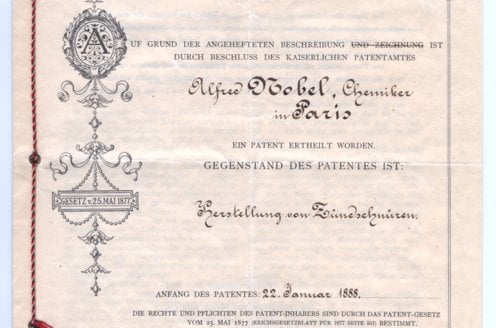 AUF GRUND DER ANGEHEFTETEN BESCHREIBUNG UND ZEICHNUNG IST
DURCH BESCHLUSS DES KAISERLICHEN PATENTAMTES
Alfred Nobel, Chemiker
in Paris
EIN PATENT ERTHEILT WORDEN.
GEGENSTAND DES PATENTES IST:
GESETZ v. 25. MAI 1877
Herstellung von Zündschnüren.
ANFANG DES PATENTES: 22. Januar 1888.
DIE RECHTE UND PFLICHTEN DES PATENT-INHABERS SIND DURCH DAS PATENT-GESETZ
VOM 25. MAI 1877 (REICHSGESETZBLATT FÜR 1877 SEITE 501) BESTIMMT.